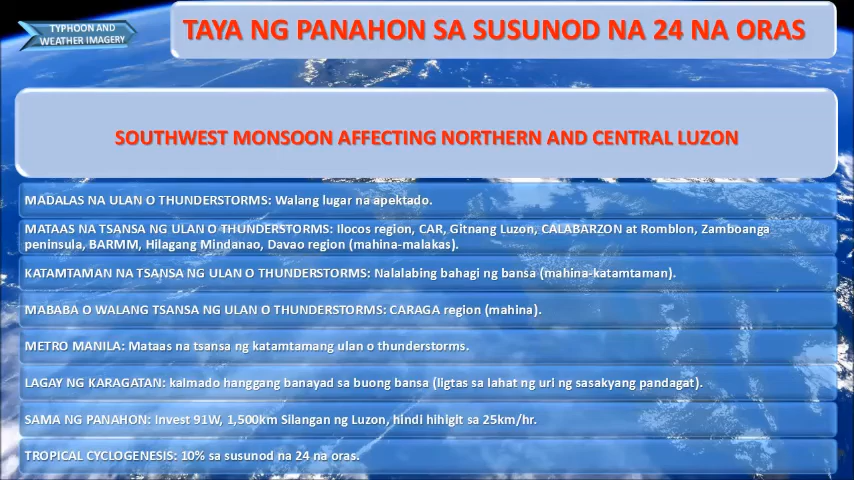 TYPHOON AND
WEATHER IMAGERY
TAYA NG PANAHON SA SUSUNOD NA 24 NA ORAS
SOUTHWEST MONSOON AFFECTING NORTHERN AND CENTRAL LUZON
MADALAS NA ULAN O THUNDERSTORMS: Walang lugar na apektado.
MATAAS NA TSANSA NG ULAN O THUNDERSTORMS: Ilocos region, CAR, Gitnang Luzon, CALABARZON at Romblon, Zamboanga
peninsula, BARMM, Hilagang Mindanao, Davao region (mahina-malakas).
KATAMTAMAN NA TSANSA NG ULAN O THUNDERSTORMS: Nalalabing bahagi ng bansa (mahina-katamtaman).
MABABA O WALANG TSANSA NG ULAN O THUNDERSTORMS: CARAGA region (mahina).
METRO MANILA: Mataas na tsansa ng katamtamang ulan o thunderstorms.
LAGAY NG KARAGATAN: kalmado hanggang banayad sa buong bansa (ligtas sa lahat ng uri ng sasakyang pandagat).
SAMA NG PANAHON: Invest 91W, 1,500km Silangan ng Luzon, hindi hihigit sa 25km/hr.
TROPICAL CYCLOGENESIS: 10% sa susunod na 24 na oras.